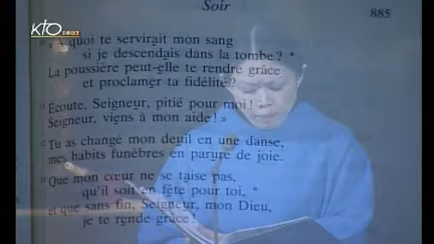 Soir
885
KTO
DIRECT
À quoi te servirait mon sang
si je descendais dans la tombe ? *
La poussière peut-elle te rendre grâce
et proclamer ta fidélité ?
Écoute, Seigneur, pitié pour moi !
Seigneur, viens à mon aide ! »
Tu as changé mon deuil en une danse,
mes habits funèbres en parure de joie.
Que mon cœur ne se taise pas,
qu'il soit en fête pour toi, *
et que sans fin, Seigneur, mon Dieu,
je te rende grâce !